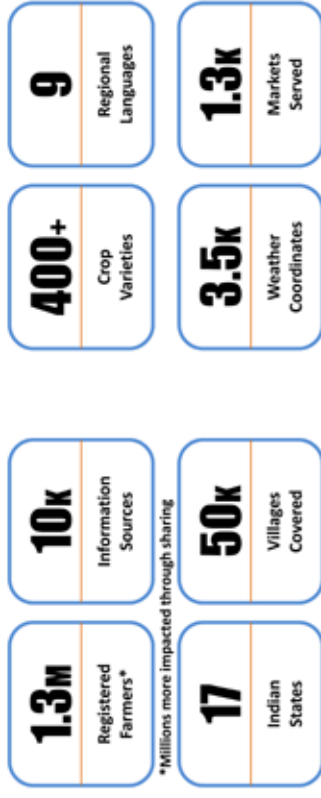 1.3M
Registered
Farmers*
10K
Information
Sources
400+
Crop
Varieties
9
Regional
Languages
*Millions more impacted through sharing
17
Indian
States
50K
Villages
Covered
3.5K
Weather
Coordinates
1.3K
Markets
Served